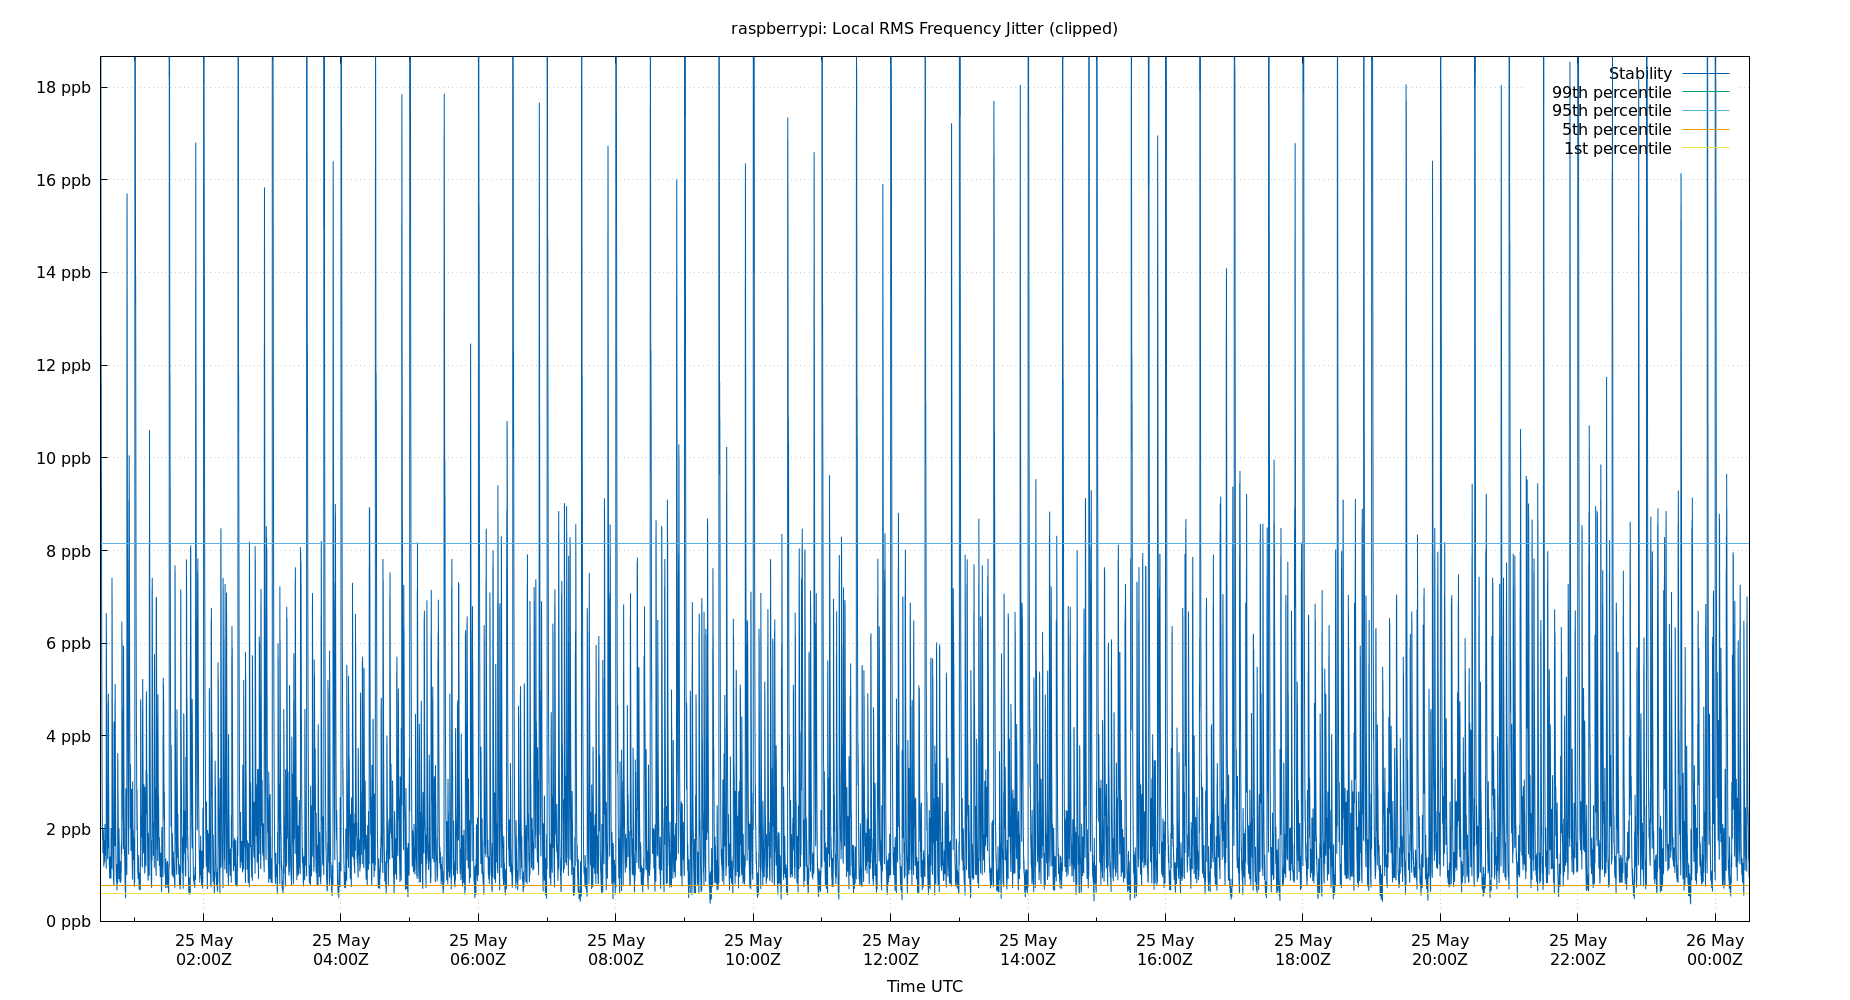 raspberrypi: Local RMS Frequency Jitter (clipped)
18 ppb
16 ppb
14 ppb
12 ppb
10 ppb
8 ppb
6 ppb
4 ppb
2 ppb
0 ppb
Stability
99th percentile
95th percentile
5th percentile
1st percentile
25 May 25 May 25 May 25 May 25 May 25 May 25 May 25 May 25 May 25 May 25 May 26 May
02:00Z 04:00Z 06:00Z 08:00Z 10:00Z 12:00Z 14:00Z 16:00Z 18:00Z 20:00Z 22:00Z 00:00Z
Time UTC